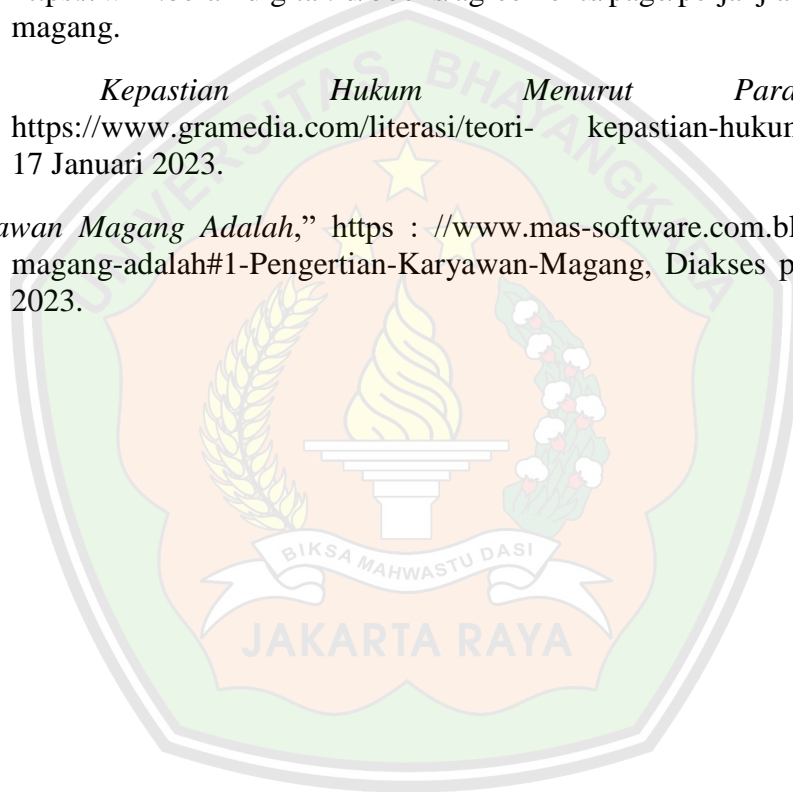 magang.
Kepastian Hukum Menurut Para
https://www.gramedia.com/literasi/teori- kepastian-hukum
17 Januari 2023.
awan Magang Adalah,” https : //www.mas-software.com.bl
magang-adalah#1-Pengertian-Karyawan-Magang, Diakses p
2023.
UNIVERSITAS BHAYANGKARA
BIKSA MAHWASTU DASI
JAKARTA RAYA